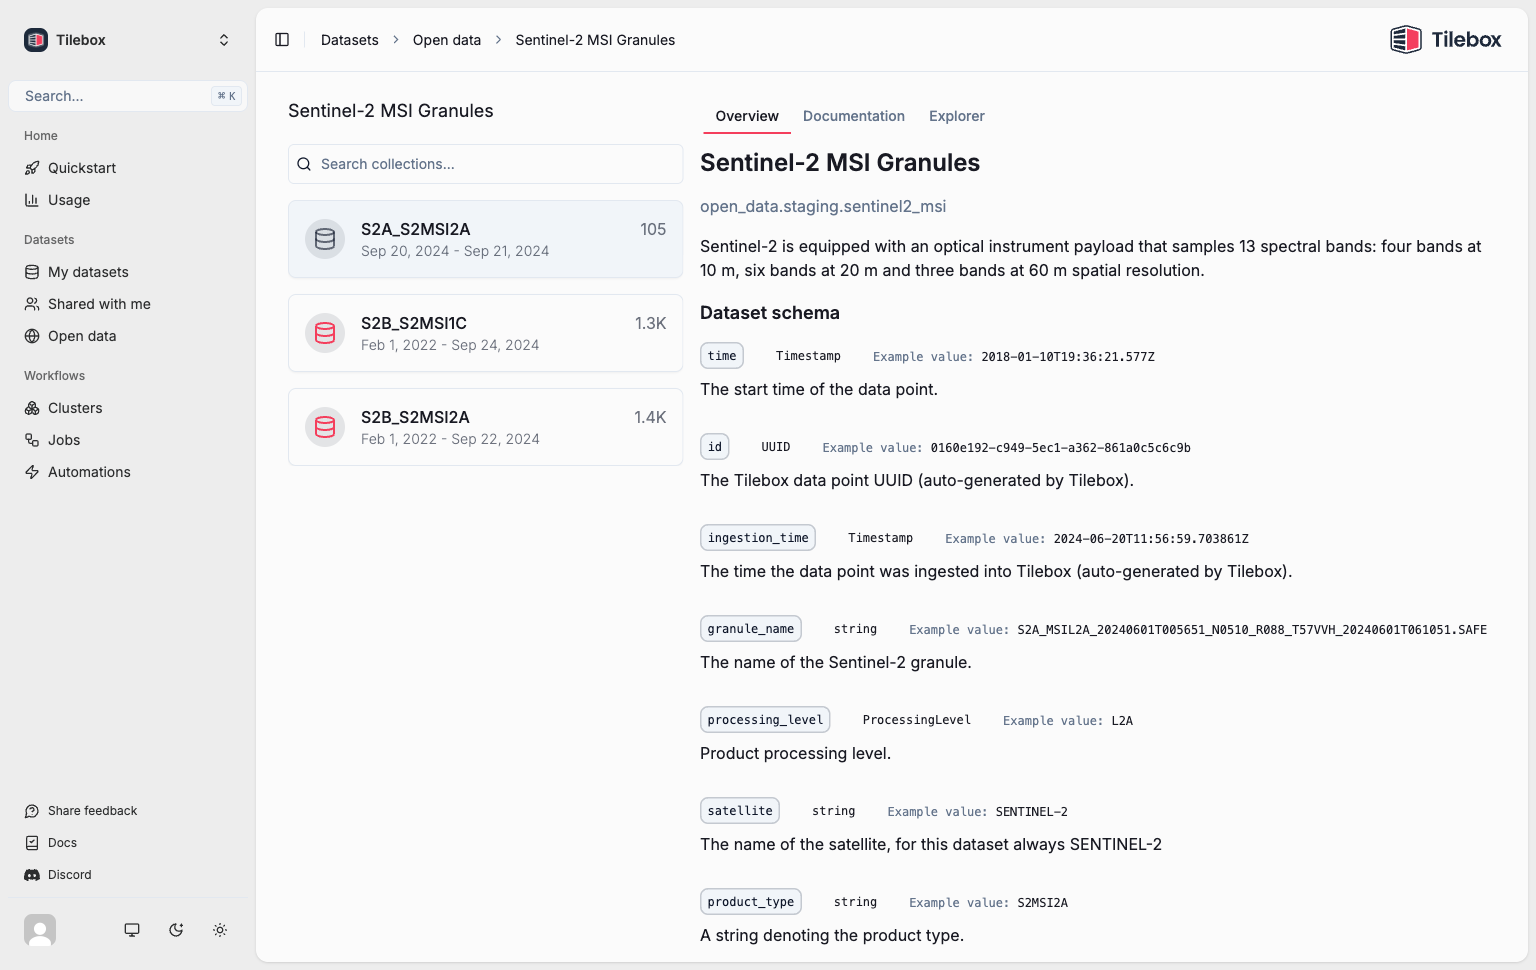 Tilebox
Search...
⌘ K
Home
Quickstart
Usage
Datasets
My datasets
Shared with me
Open data
Workflows
Clusters
Jobs
Automations
Share feedback
Docs
Discord
Datasets > Open data > Sentinel-2 MSI Granules
Tilebox
Sentinel-2 MSI Granules
Search collections...
S2A_S2MSI2A 105
Sep 20, 2024 - Sep 21, 2024
S2B_S2MSI1C 1.3K
Feb 1, 2022 - Sep 24, 2024
S2B_S2MSI2A 1.4K
Feb 1, 2022 - Sep 22, 2024
Overview Documentation Explorer
Sentinel-2 MSI Granules
open_data.staging.sentinel2_msi
Sentinel-2 is equipped with an optical instrument payload that samples 13 spectral bands: four bands at
10 m, six bands at 20 m and three bands at 60 m spatial resolution.
Dataset schema
time Timestamp Example value: 2018-01-10T19:36:21.577Z
The start time of the data point.
id UUID Example value: 0160e192-c949-5ec1-a362-861a0c5c6c9b
The Tilebox data point UUID (auto-generated by Tilebox).
ingestion_time Timestamp Example value: 2024-06-20T11:56:59.703861Z
The time the data point was ingested into Tilebox (auto-generated by Tilebox).
granule_name string Example value: S2A_MSIL2A_20240601T005651_N0510_R088_T57VVH_20240601T061051.SAFE
The name of the Sentinel-2 granule.
processing_level ProcessingLevel Example value: L2A
Product processing level.
satellite string Example value: SENTINEL-2
The name of the satellite, for this dataset always SENTINEL-2
product_type string Example value: S2MSI2A
A string denoting the product type.